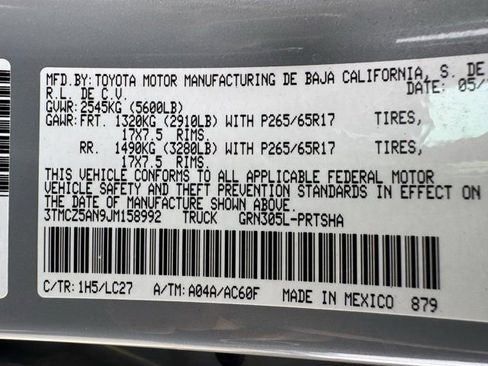 MFD.BY: TOYOTA MOTOR MANUFACTURING DE BAJA CALIFORNIA, S. DE
R.L. DE C.V. DATE: 05/
GVWR: 2545KG (5600LB)
GAWR: FRT. 1320KG (2910LB) WITH P265/65R17 TIRES,
17X7.5 RIMS.
RR. 1490KG (3280LB) WITH P265/65R17 TIRES,
17X7.5 RIMS.
THIS VEHICLE CONFORMS TO ALL APPLICABLE FEDERAL MOTOR
VEHICLE SAFETY AND THEFT PREVENTION STANDARDS IN EFFECT ON
THE DATE OF MANUFACTURE SHOWN ABOVE.
3TMCZ5AN9JM158992 TRUCK GRN305L-PRTSHA
C/TR: 1H5/LC27 A/TM: A04A/AC60F MADE IN MEXICO 879